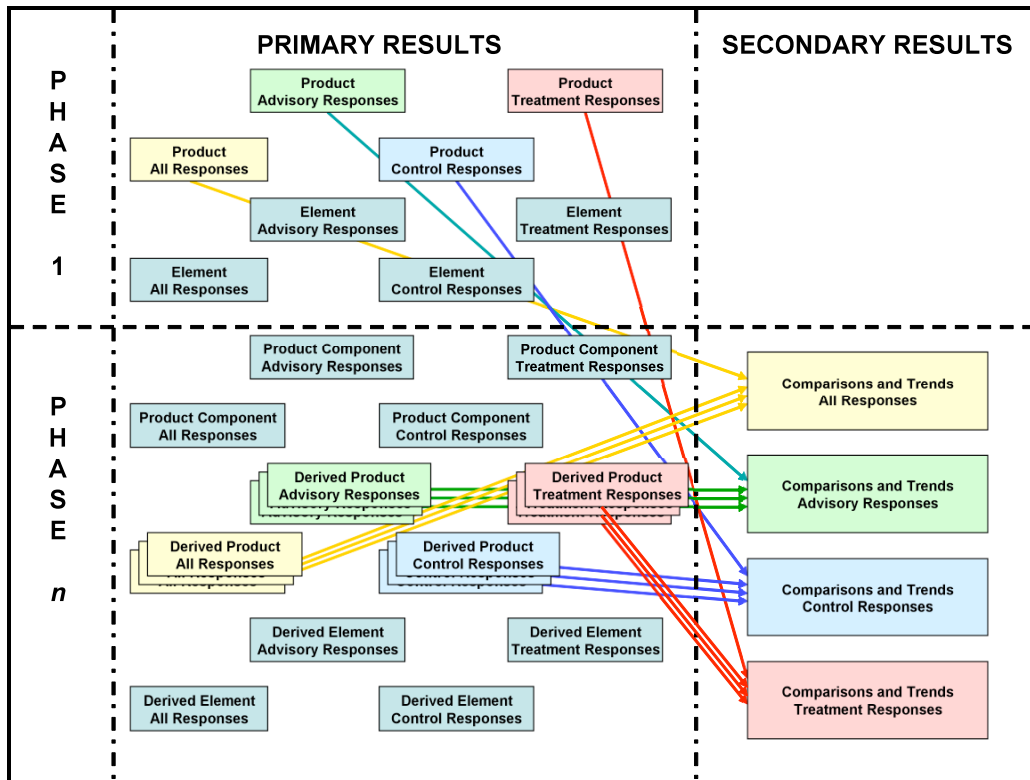 PRIMARY RESULTS
SECONDARY RESULTS
PHASE 1
Product
Advisory Responses
Product
Treatment Responses
Product
All Responses
Product
Control Responses
Element
Advisory Responses
Element
Treatment Responses
Element
All Responses
Element
Control Responses
PHASE n
Product Component
Advisory Responses
Product Component
Treatment Responses
Product Component
All Responses
Product Component
Control Responses
Derived Product
Advisory Responses
Derived Product
Treatment Responses
Derived Product
All Responses
Derived Product
Control Responses
Derived Element
Advisory Responses
Derived Element
Treatment Responses
Derived Element
All Responses
Derived Element
Control Responses
Comparisons and Trends
All Responses
Comparisons and Trends
Advisory Responses
Comparisons and Trends
Control Responses
Comparisons and Trends
Treatment Responses